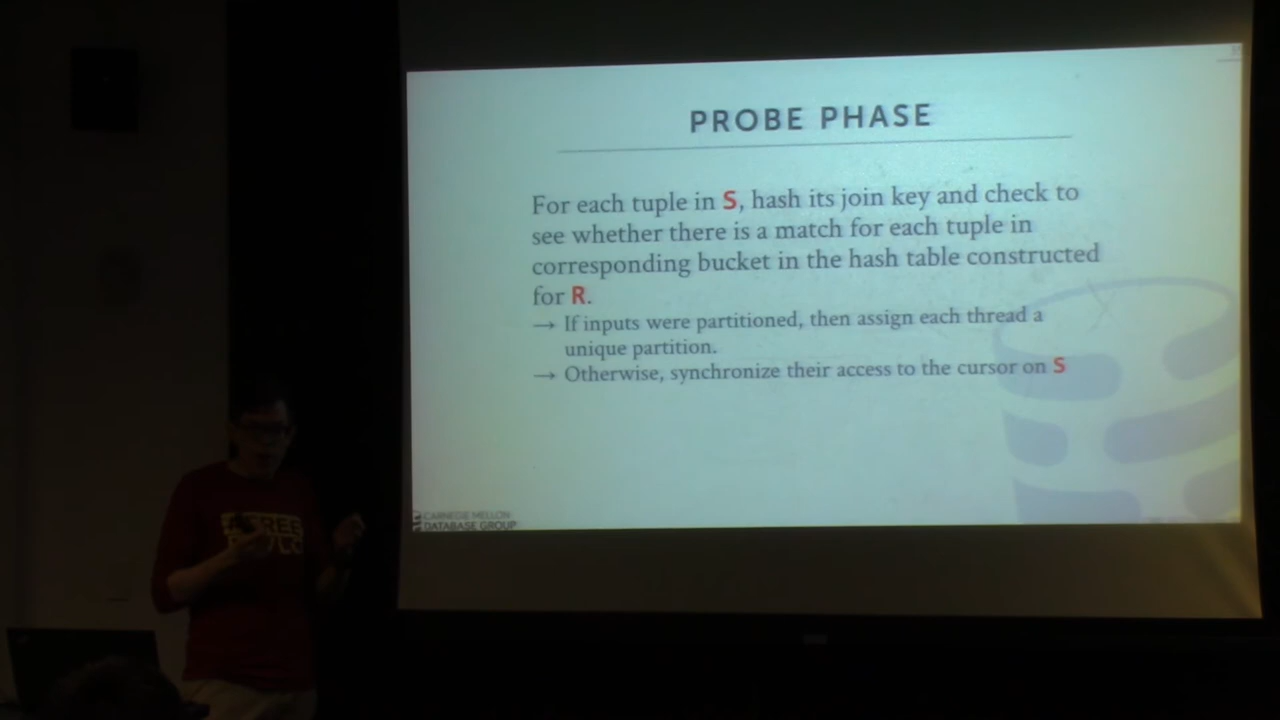 PROBE PHASE
For each tuple in S, hash its join key and check to
see whether there is a match for each tuple in
corresponding bucket in the hash table constructed
for R.
→ If inputs were partitioned, then assign each thread a
unique partition.
→ Otherwise, synchronize their access to the cursor on S
CARNEGIE MELLON
DATABASE GROUP